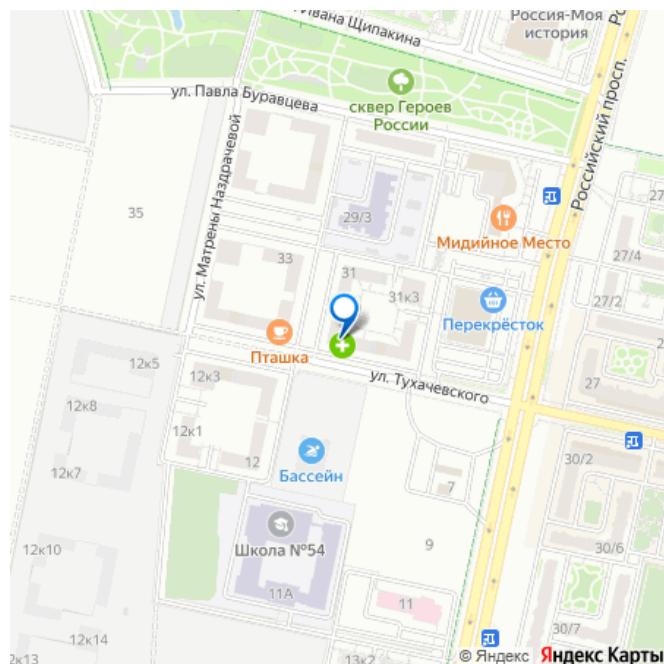 Ивана Щипакина
Россия-Моя
история
ул. Павла Буравцева
сквер Героев
России
Российский просп.
ул. Матрены Наздрачевой
35
29/3
Мидийное Место
27/4
33
31
31к3
27/2
Перекрёсток
Пташка
12к5
12к3
ул. Тухачевского
27
12к8
12к1
12
12к7
Бассейн
30/2
7
Школа №54
12к10
9
30/6
11А
11
12к14
30/7
12к13
13к2
© Яндекс Яндекс Карты